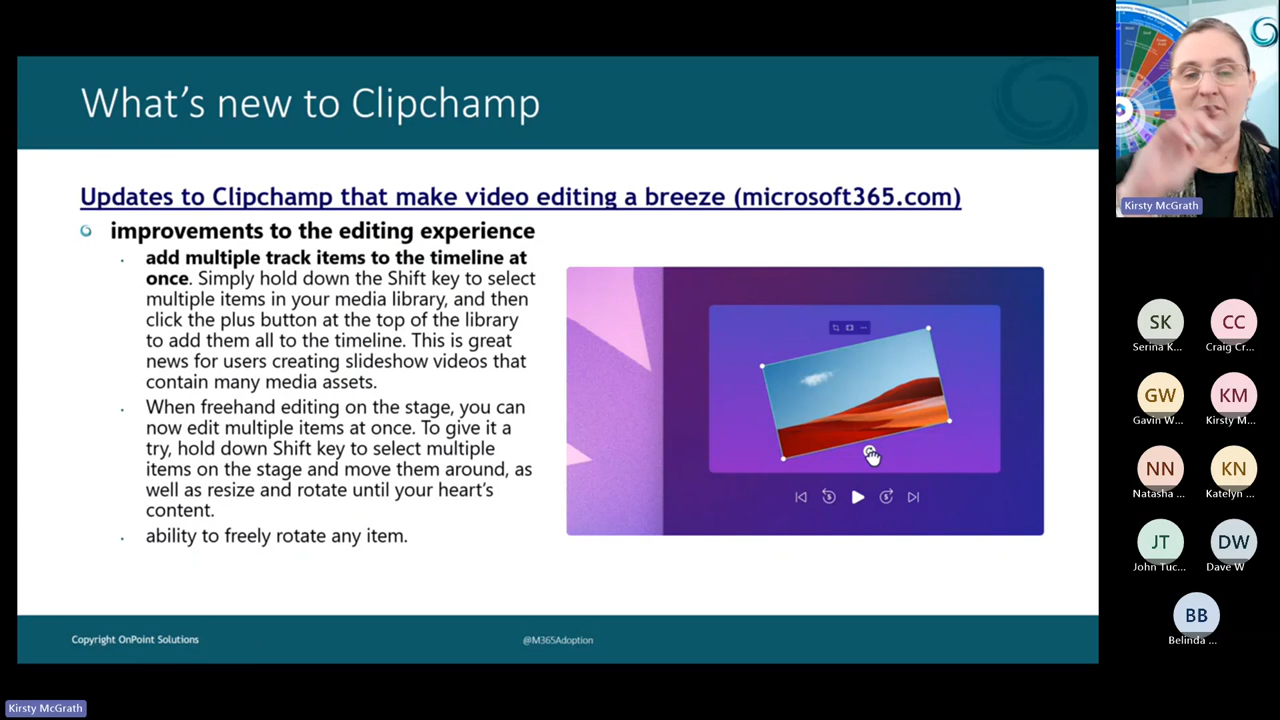 What's new to Clipchamp
Updates to Clipchamp that make video editing a breeze (microsoft365.com)
improvements to the editing experience
add multiple track items to the timeline at
once. Simply hold down the Shift key to select
multiple items in your media library, and then
click the plus button at the top of the library
to add them all to the timeline. This is great
news for users creating slideshow videos that
contain many media assets.
When freehand editing on the stage, you can
now edit multiple items at once. To give it a
try, hold down Shift key to select multiple
items on the stage and move them around, as
well as resize and rotate until your heart's
content.
ability to freely rotate any item.
Copyright OnPoint Solutions
@M365Adoption
Kirsty McGrath
Kirsty McGrath
SK
Serina K...
CC
Craig Cr...
GW
Gavin W...
KM
Kirsty M...
NN
Natasha ...
KN
Katelyn ...
JT
John Tuc...
DW
Dave W
BB
Belinda ...